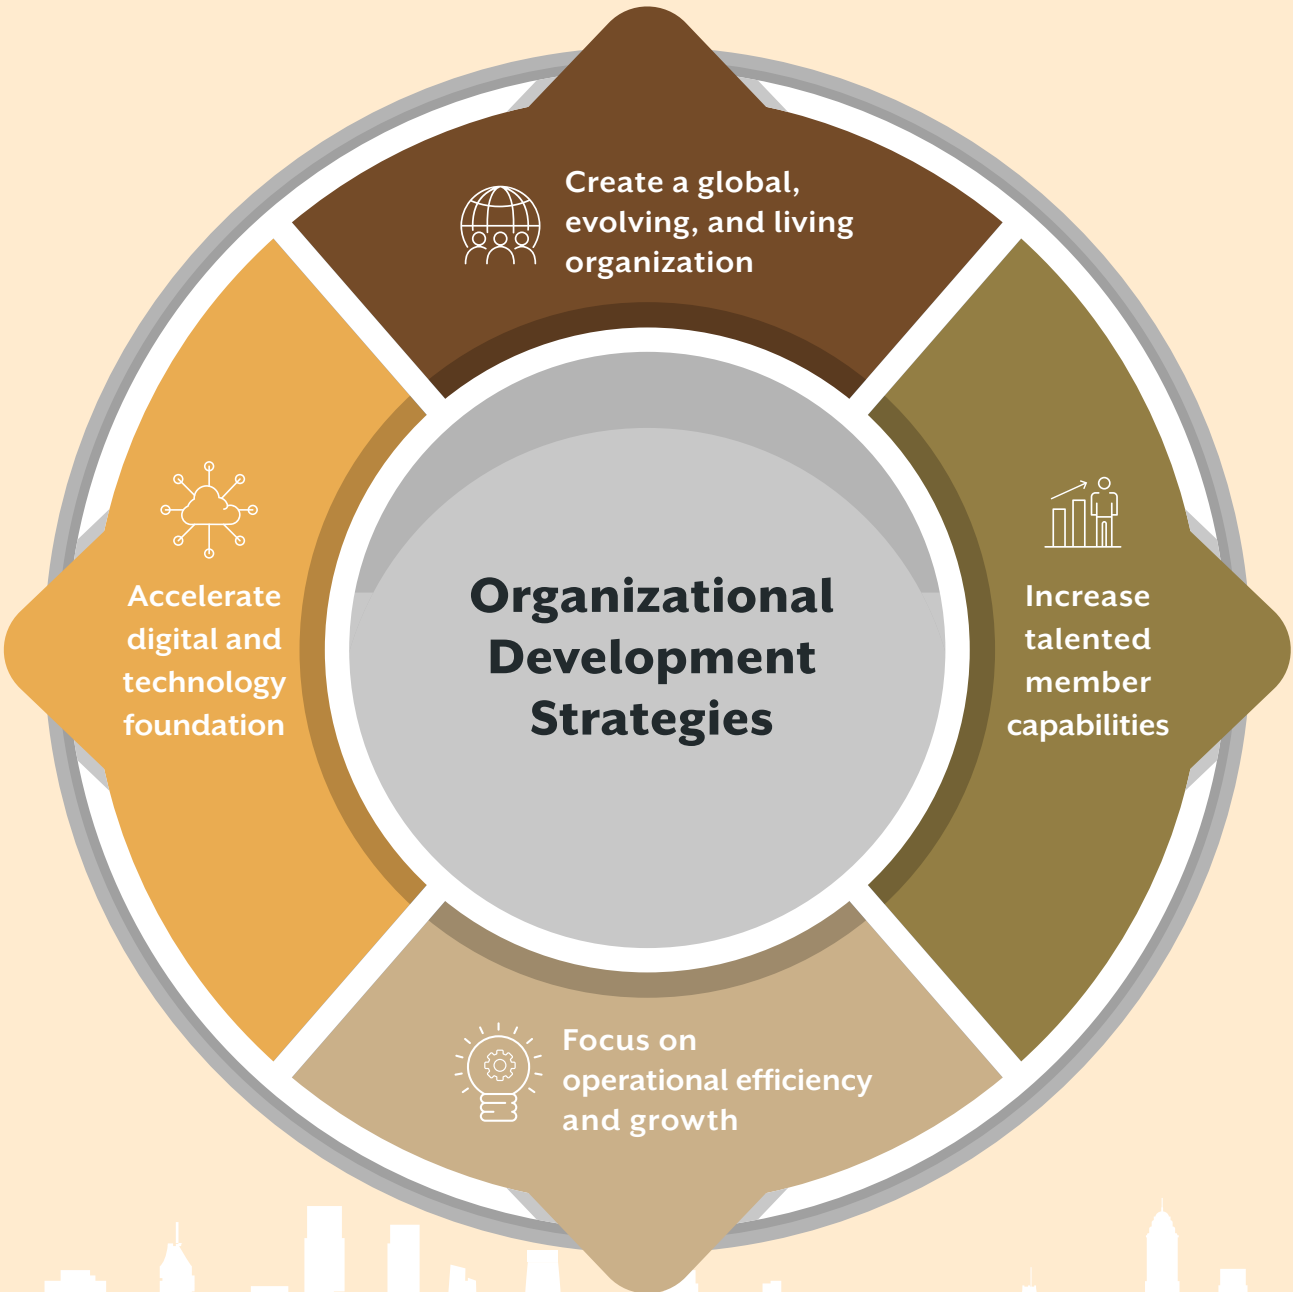 Create a global,
evolving, and living
organization
Accelerate
digital and
technology
foundation
Organizational
Development
Strategies
Increase
talented
member
capabilities
Focus on
operational efficiency
and growth